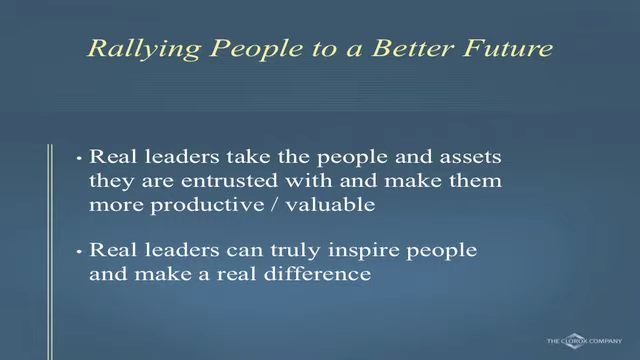 Rallying People to a Better Future
• Real leaders take the people and assets
they are entrusted with and make them
more productive / valuable
• Real leaders can truly inspire people
and make a real difference
THE CLOROX COMPANY